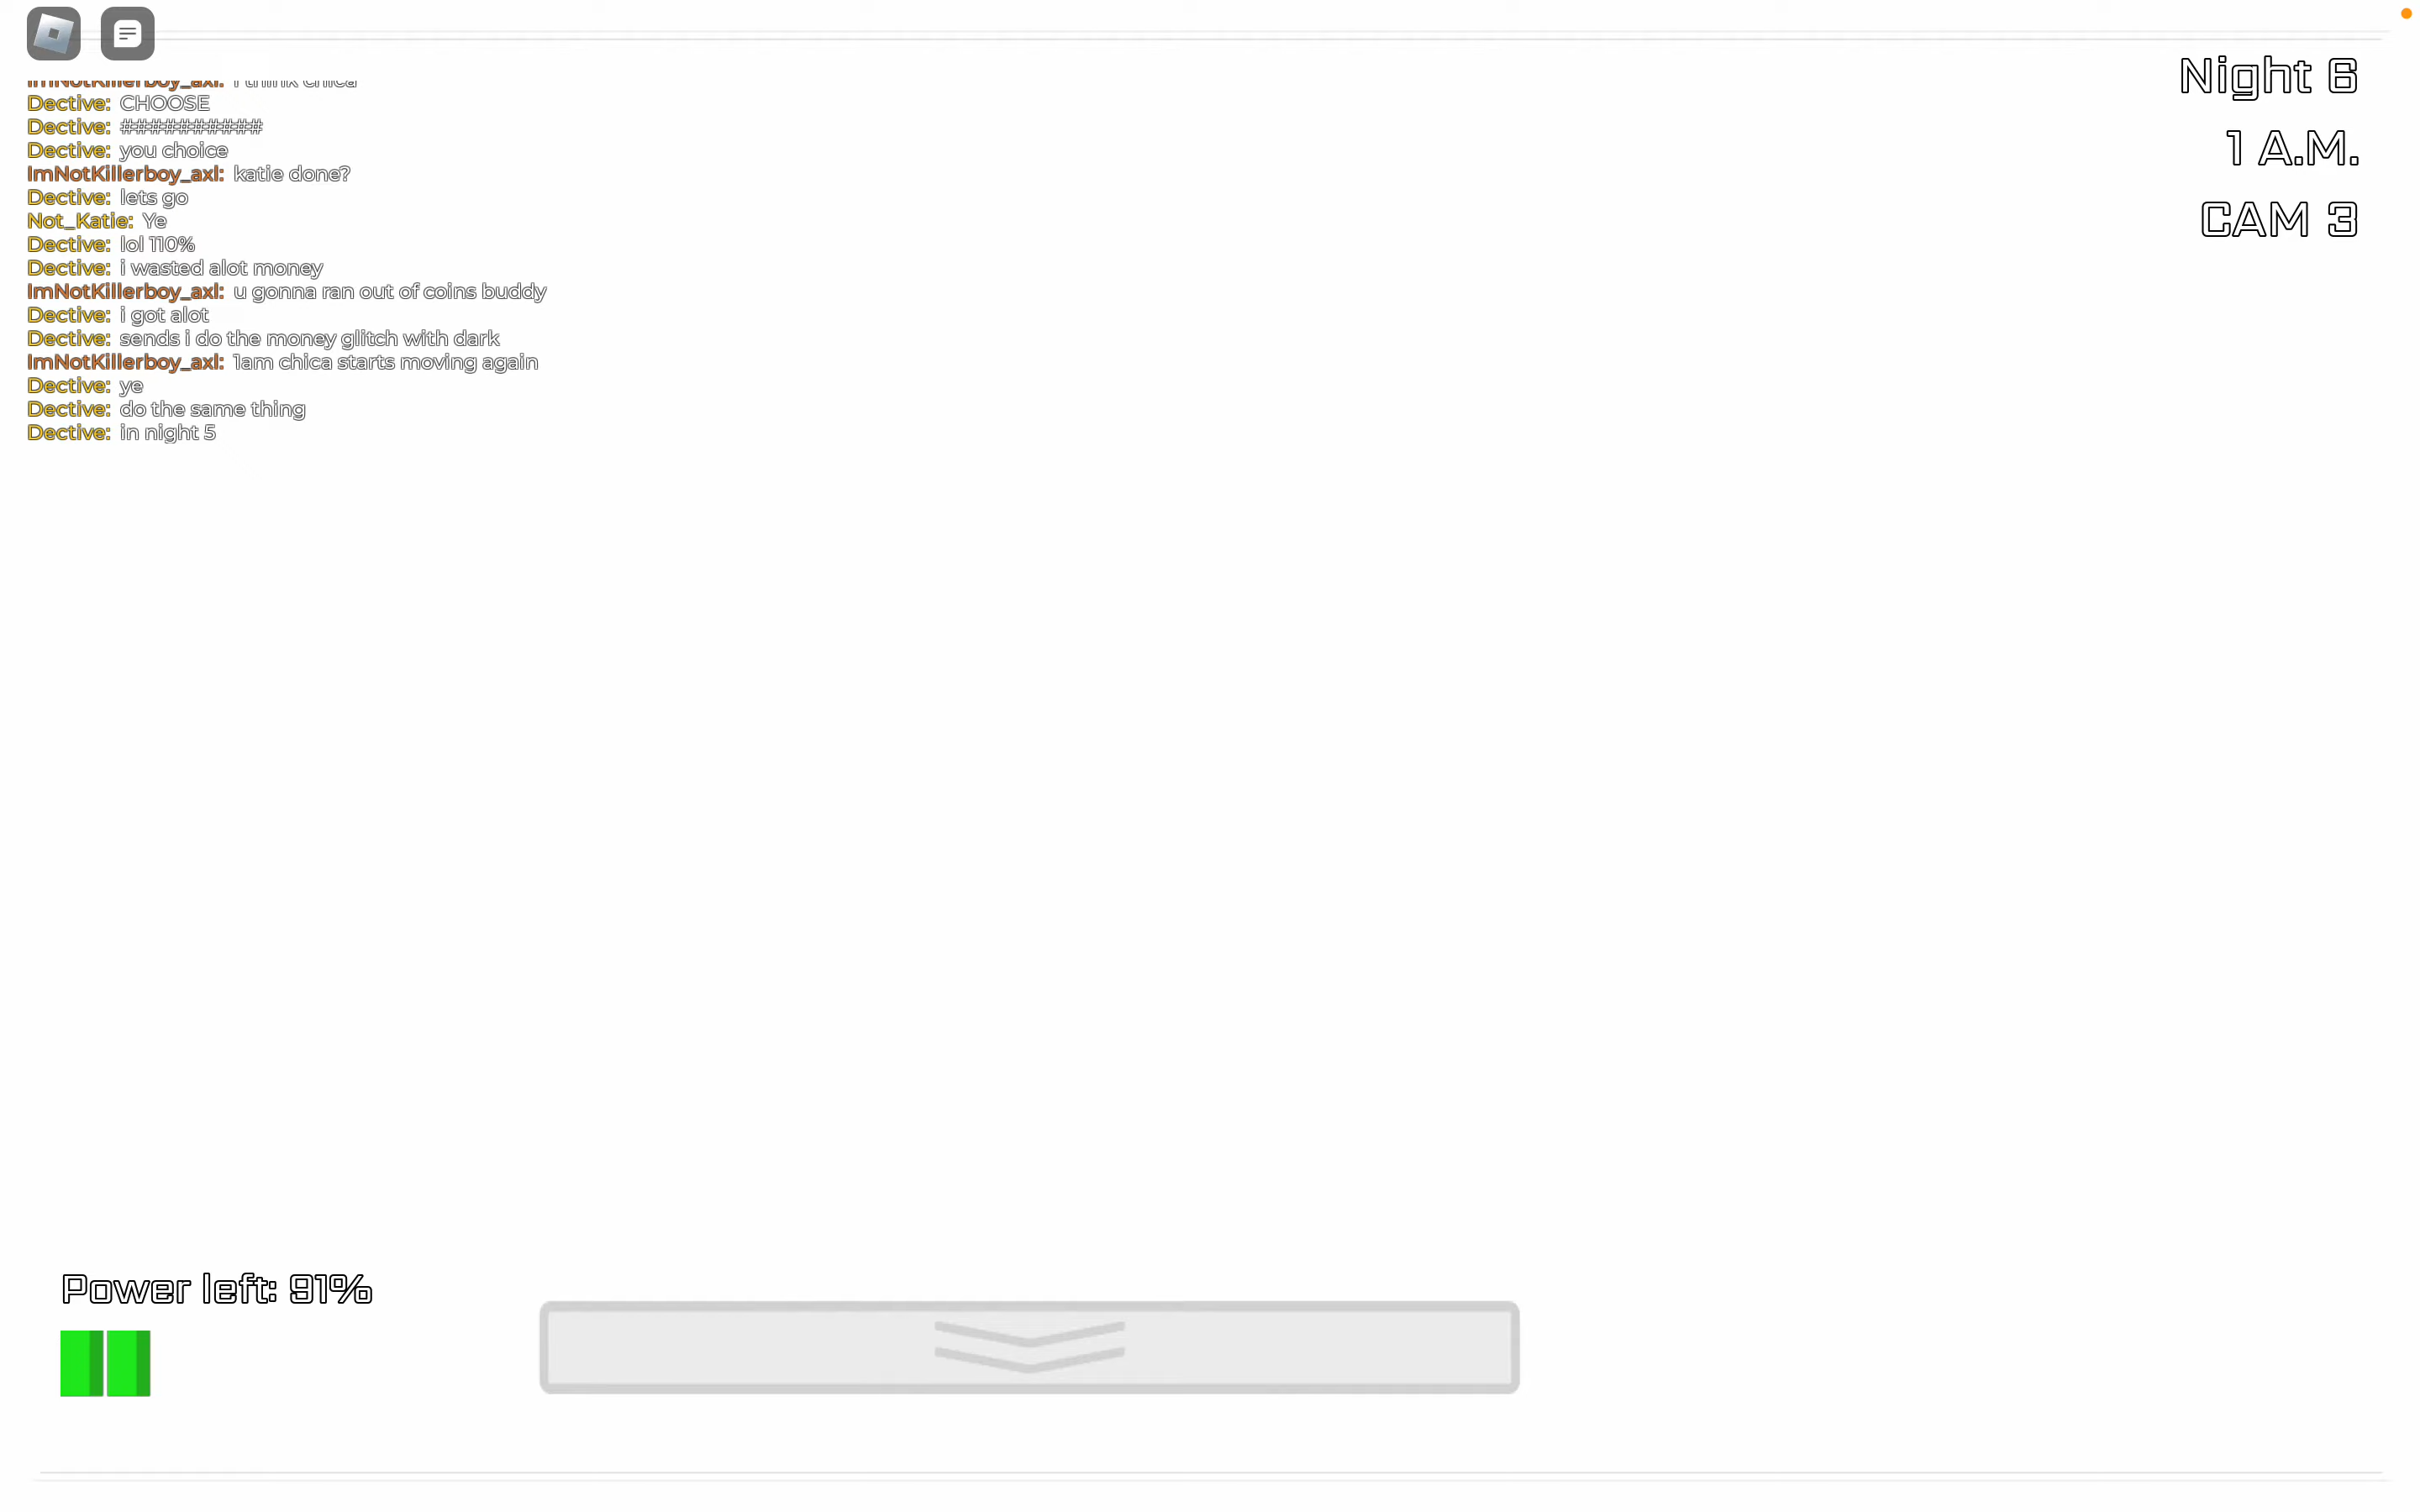 ImNotKillerboy_axl: I think chica
Dective: CHOOSE
Dective: ###########
Dective: you choice
ImNotKillerboy_axl: katie done?
Dective: lets go
Not_Katie: Ye
Dective: lol 110%
Dective: i wasted alot money
ImNotKillerboy_axl: u gonna ran out of coins buddy
Dective: i got alot
Dective: sends i do the money glitch with dark
ImNotKillerboy_axl: 1am chica starts moving again
Dective: ye
Dective: do the same thing
Dective: in night 5
Night 6
1 A.M.
CAM 3
Power left: 91%